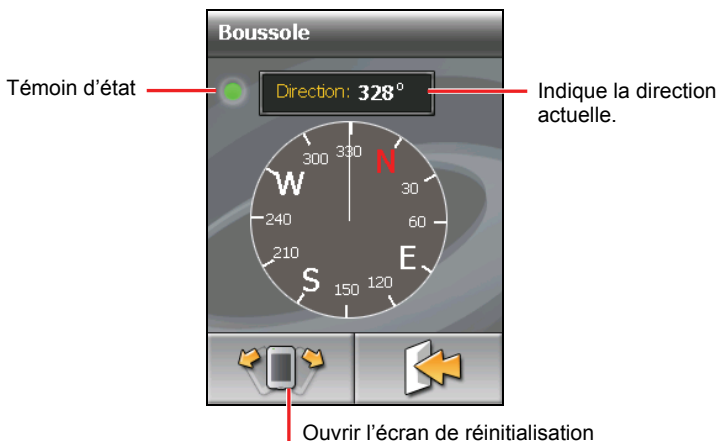 Boussole
Témoin d'état
Direction: 328°
Indique la direction
actuelle.
300 330 N
W 30
240 60
210 E
S 150 120
Ouvrir l'écran de réinitialisation